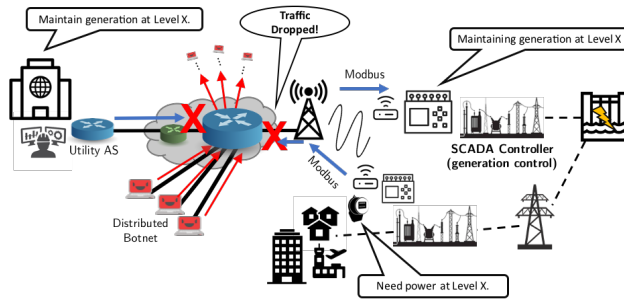 Maintain generation at Level X.
Traffic
Dropped!
Maintaining generation at Level X
Modbus
Utility AS
X
X
Modbus
SCADA Controller
(generation control)
Distributed
Botnet
Need power at Level X.